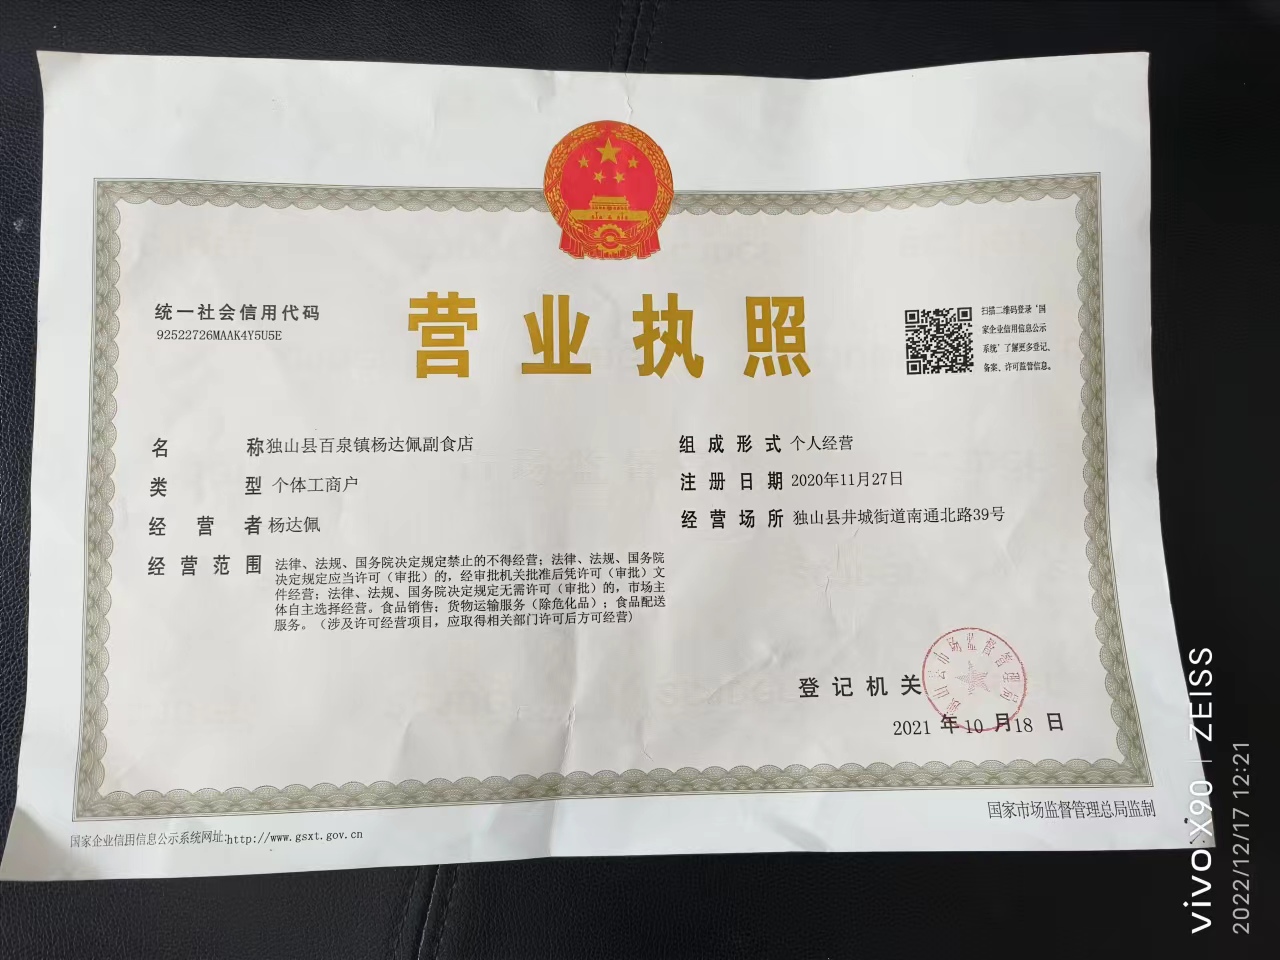 统一社会信用代码
92522726MAAK4Y5U5E
营业执照
扫描二维码登录‘国
家企业信用信息公示
系统’了解更多登记、
备案、许可监管信息。
名称 独山县百泉镇杨达佩副食店
类型 个体工商户
经营者 杨达佩
经营范围 法律、法规、国务院决定规定禁止的不得经营；法律、法规、国务院
决定规定应当许可（审批）的，经审批机关批准后凭许可（审批）文
件经营；法律、法规、国务院决定规定无需许可（审批）的，市场主
体自主选择经营。食品销售；货物运输服务（除危化品）；食品配送
服务。（涉及许可经营项目，应取得相关部门许可后方可经营）
组成形式 个人经营
注册日期 2020年11月27日
经营场所 独山县井城街道南通北路39号
登记机关
独山县市场监督管理局
2021 年 10 月 18 日
国家企业信用信息公示系统网址:http://www.gsxt.gov.cn
国家市场监督管理总局监制
vivo X90 | ZEISS
2022/12/17 12:21